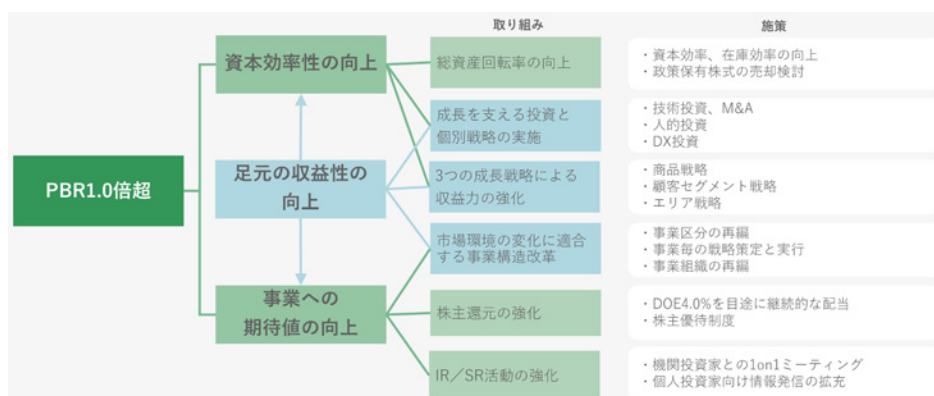 取り組み
施策
PBR1.0倍超
資本効率性の向上
足元の収益性の
向上
事業への
期待値の向上
総資産回転率の向上
・資本効率、在庫効率の向上
・政策保有株式の売却検討
成長を支える投資と
個別戦略の実施
・技術投資、M&A
・人的投資
・DX投資
3つの成長戦略による
収益力の強化
・商品戦略
・顧客セグメント戦略
・エリア戦略
市場環境の変化に適合
する事業構造改革
・事業区分の再編
・事業毎の戦略策定と実行
・事業組織の再編
株主還元の強化
・DOE4.0%を目途に継続的な配当
・株主優待制度
IR／SR活動の強化
・機関投資家との1on1ミーティング
・個人投資家向け情報発信の拡充